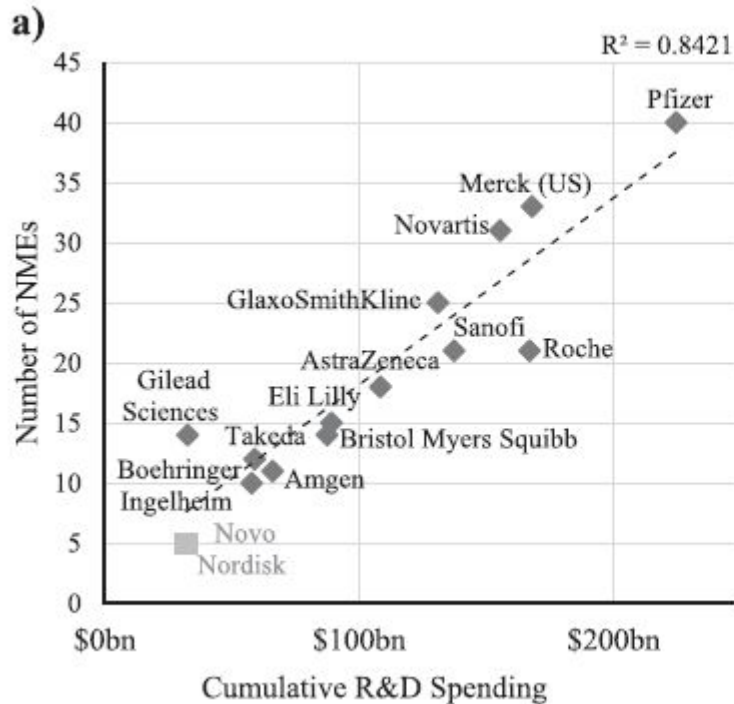 a)
R² = 0.8421
45
40
35
30
25
20
15
10
5
0
Number of NMEs
Pfizer
Merck (US)
Novartis
GlaxoSmithKline
Sanofi
Roche
AstraZeneca
Gilead
Sciences
Eli Lilly
Takeda
Bristol Myers Squibb
Boehringer
Ingelheim
Amgen
Novo
Nordisk
$0bn
$100bn
$200bn
Cumulative R&D Spending